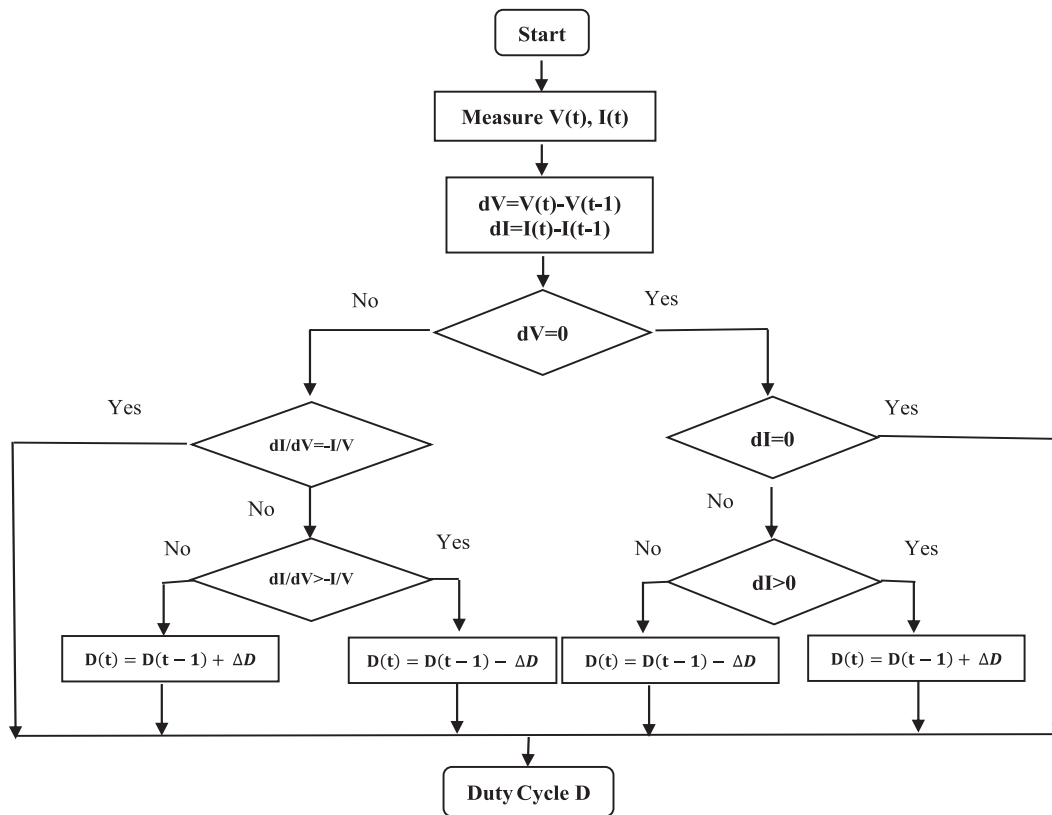 Start
Measure V(t), I(t)
dV=V(t)-V(t-1)
dI=I(t)-I(t-1)
No
Yes
dV=0
Yes
Yes
dI/dV=-I/V
dI=0
No
No
No
Yes
No
Yes
dI/dV>-I/V
dI>0
D(t) = D(t − 1) + ΔD
D(t) = D(t − 1) − ΔD
D(t) = D(t − 1) − ΔD
D(t) = D(t − 1) + ΔD
Duty Cycle D